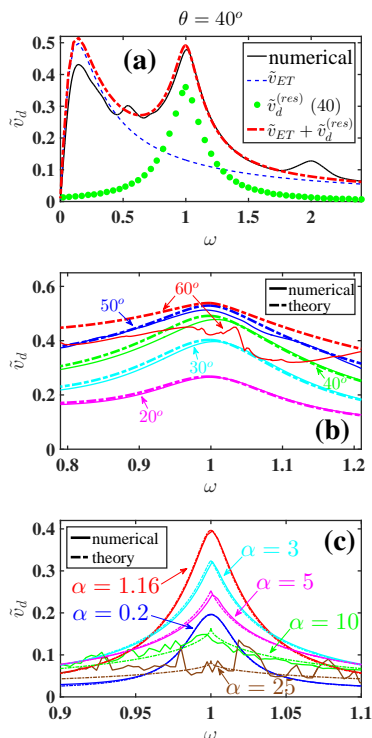 θ = 40°
(a)
numerical
ṽ_ET
ṽ_d^(res) (40)
ṽ_ET + ṽ_d^(res)
ṽ_d
0.5
0.4
0.3
0.2
0.1
0
0 0.5 1 1.5 2
ω
numerical
theory
50°
60°
40°
30°
20°
(b)
ṽ_d
0.6
0.4
0.2
0
0.8 0.9 1 1.1 1.2
ω
(c)
numerical
theory
α = 3
α = 1.16
α = 5
α = 0.2
α = 10
α = 25
ṽ_d
0.4
0.3
0.2
0.1
0
0.9 0.95 1 1.05 1.1
ω